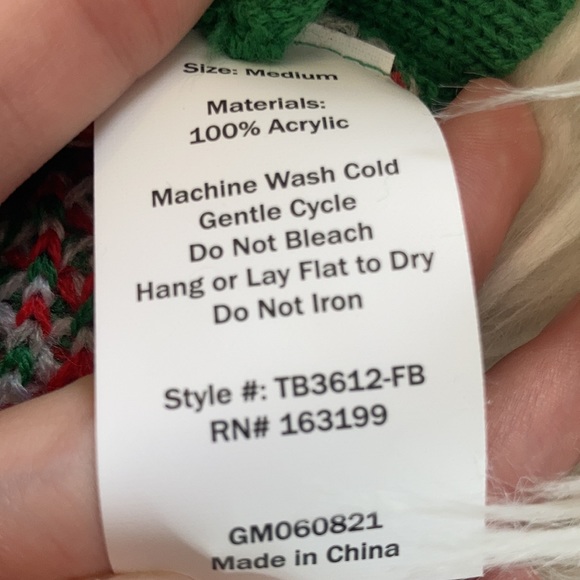 Size: Medium
Materials:
100% Acrylic
Machine Wash Cold
Gentle Cycle
Do Not Bleach
Hang or Lay Flat to Dry
Do Not Iron
Style #: TB3612-FB
RN# 163199
GM060821
Made in China